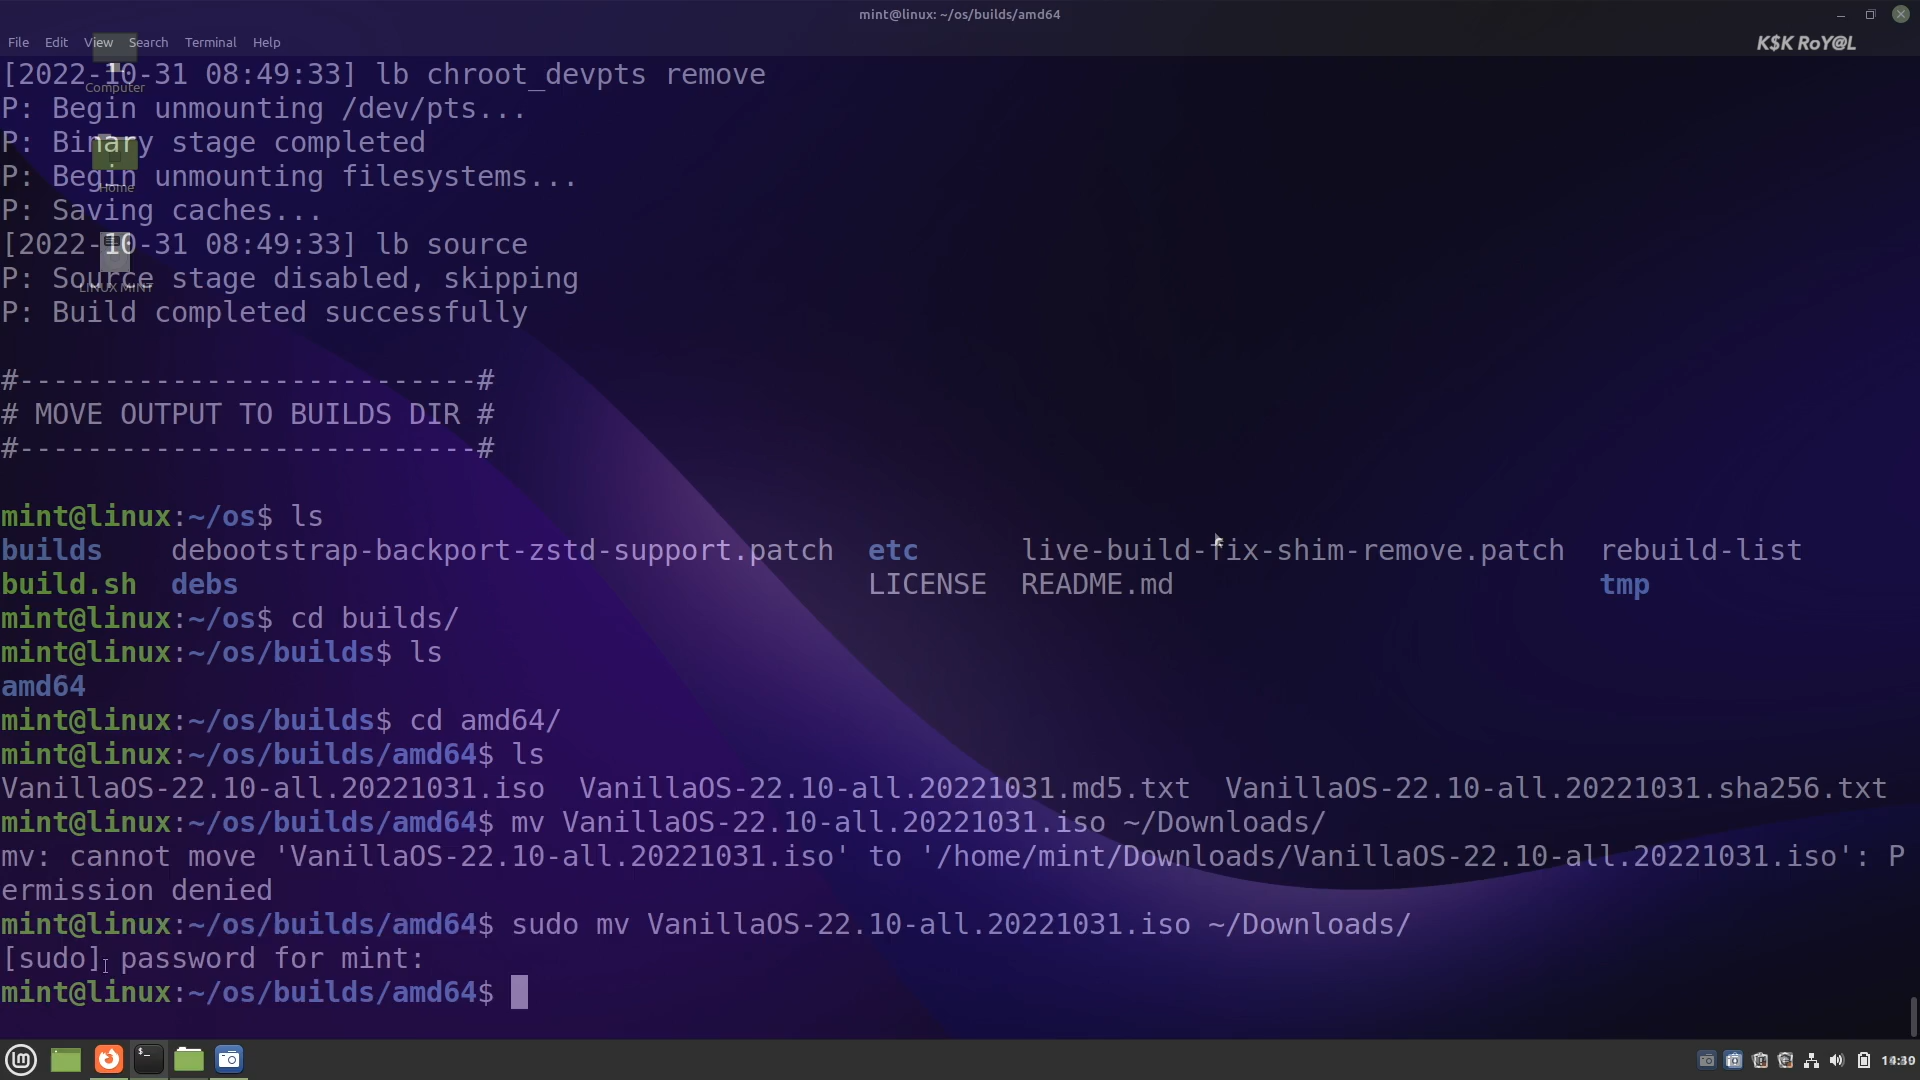 mint@linux: ~/os/builds/amd64
File Edit View Search Terminal Help
K$K RoY@L
[2022-10-31 08:49:33] lb chroot_devpts remove
Computer
P: Begin unmounting /dev/pts...
P: Binary stage completed
P: Begin unmounting filesystems...
Home
P: Saving caches...
[2022-10-31 08:49:33] lb source
P: Source stage disabled, skipping
LINUX MINT
P: Build completed successfully
#---------------------------#
# MOVE OUTPUT TO BUILDS DIR #
#---------------------------#
mint@linux:~/os$ ls
builds debootstrap-backport-zstd-support.patch etc live-build-fix-shim-remove.patch rebuild-list
build.sh debs LICENSE README.md tmp
mint@linux:~/os$ cd builds/
mint@linux:~/os/builds$ ls
amd64
mint@linux:~/os/builds$ cd amd64/
mint@linux:~/os/builds/amd64$ ls
VanillaOS-22.10-all.20221031.iso VanillaOS-22.10-all.20221031.md5.txt VanillaOS-22.10-all.20221031.sha256.txt
mint@linux:~/os/builds/amd64$ mv VanillaOS-22.10-all.20221031.iso ~/Downloads/
mv: cannot move 'VanillaOS-22.10-all.20221031.iso' to '/home/mint/Downloads/VanillaOS-22.10-all.20221031.iso': P
ermission denied
mint@linux:~/os/builds/amd64$ sudo mv VanillaOS-22.10-all.20221031.iso ~/Downloads/
[sudo] password for mint:
mint@linux:~/os/builds/amd64$